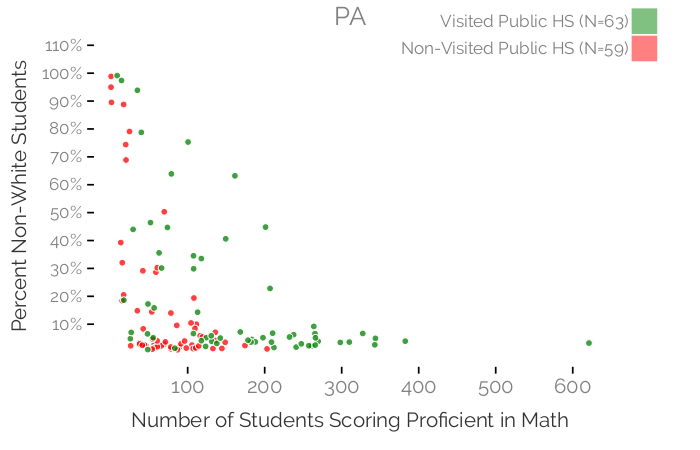 PA
Visited Public HS (N=63)
Non-Visited Public HS (N=59)
Percent Non-White Students
110%
100%
90%
80%
70%
60%
50%
40%
30%
20%
10%
100 200 300 400 500 600
Number of Students Scoring Proficient in Math